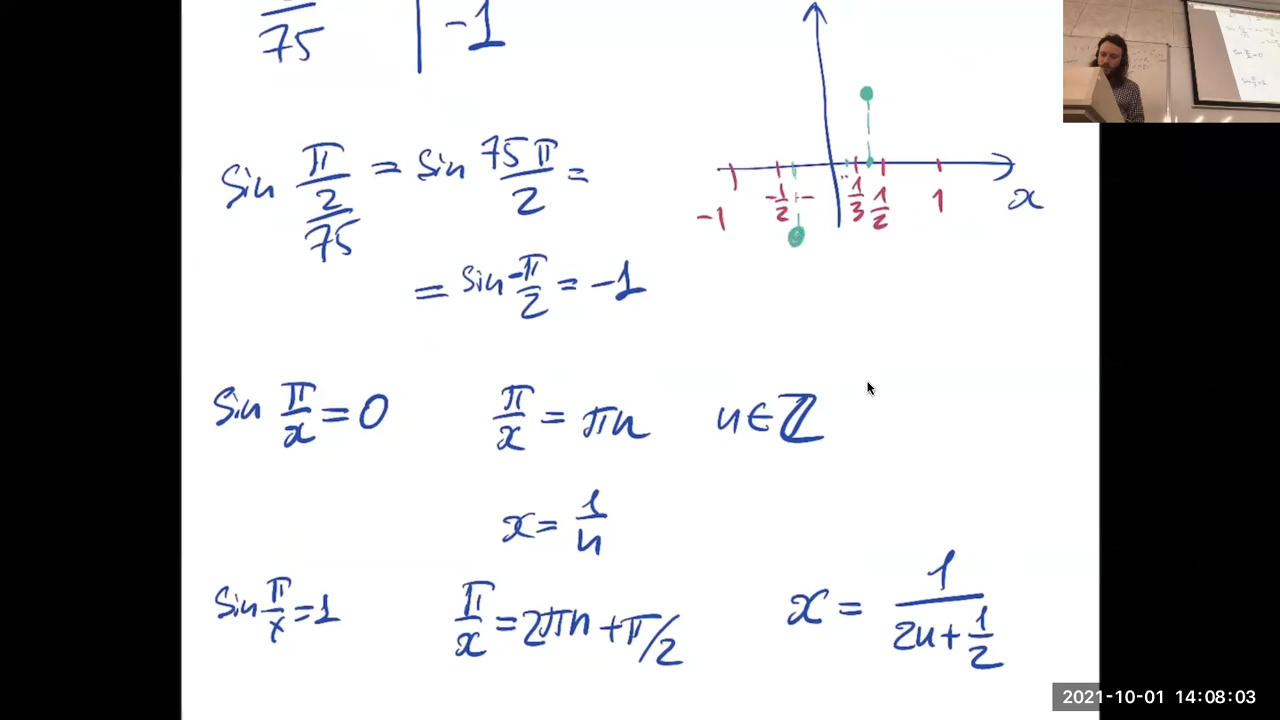 75 | -1
sin π/(2/75) = sin 75π/2 =
= sin -π/2 = -1
-1 -1/2 1/3 1/2 1 x
sin π/x = 0 π/x = πn n∈ℤ
x = 1/n
sin π/x = 1 π/x = 2πn + π/2 x = 1/(2n + 1/2)
2021-10-01 14:08:03